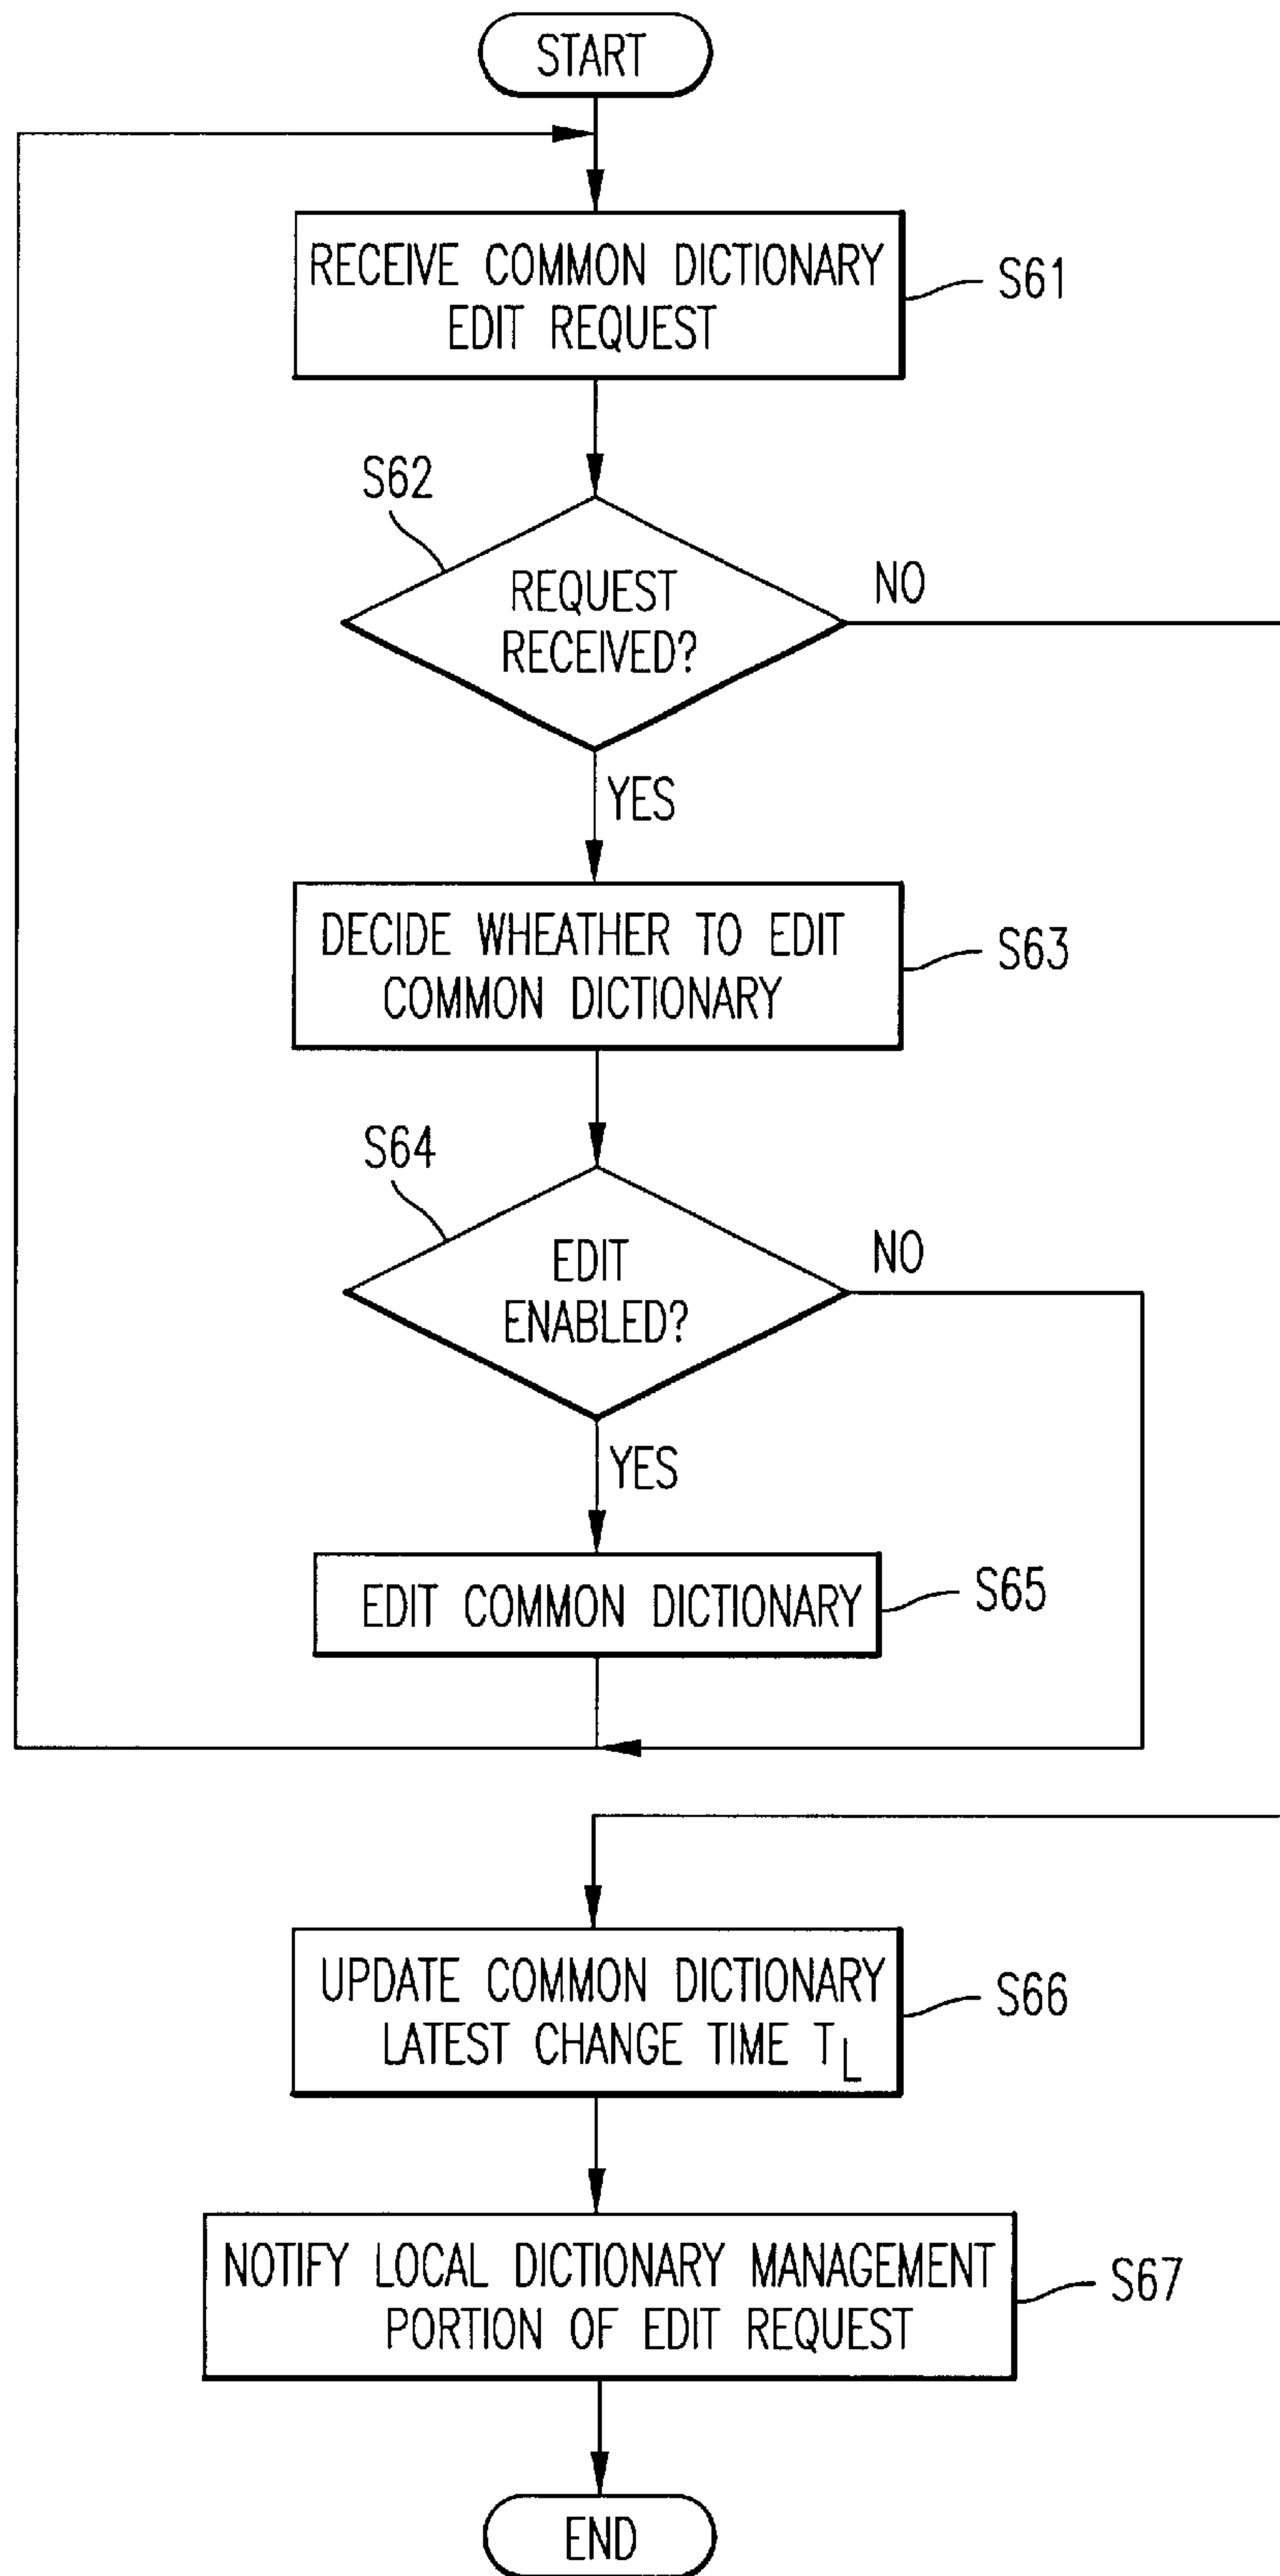 START
RECEIVE COMMON DICTIONARY
EDIT REQUEST
S61
S62
REQUEST
RECEIVED?
NO
YES
DECIDE WHEATHER TO EDIT
COMMON DICTIONARY
S63
S64
EDIT
ENABLED?
NO
YES
EDIT COMMON DICTIONARY
S65
UPDATE COMMON DICTIONARY
LATEST CHANGE TIME TL
S66
NOTIFY LOCAL DICTIONARY MANAGEMENT
PORTION OF EDIT REQUEST
S67
END